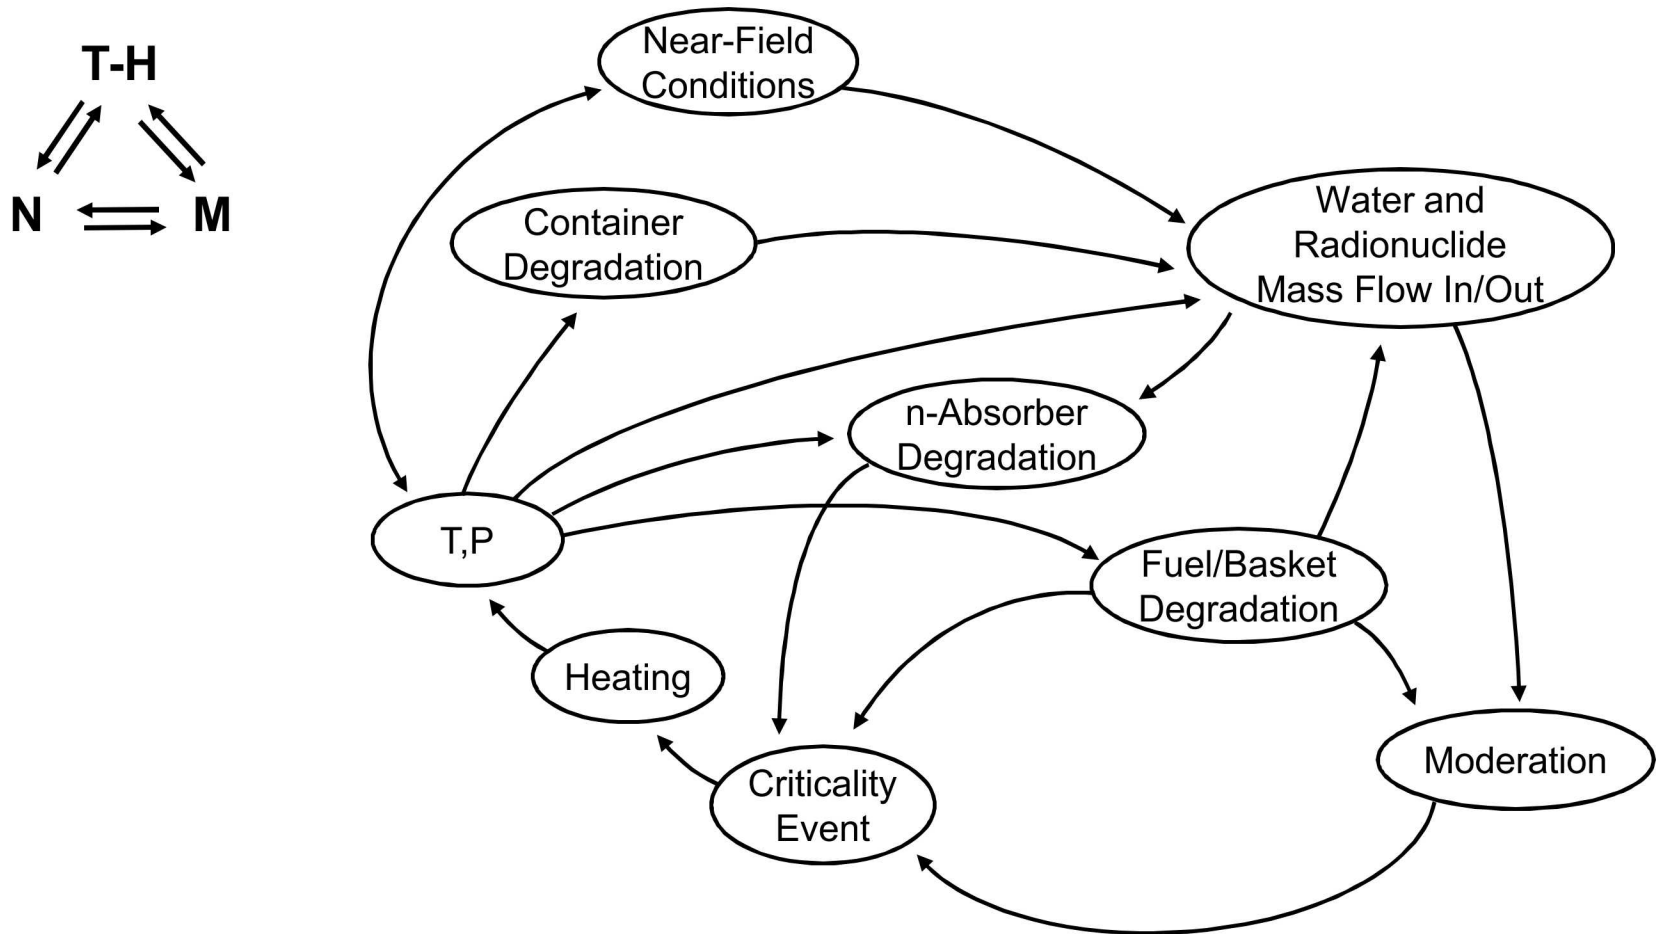 T-H
N
M
Near-Field
Conditions
Container
Degradation
Water and
Radionuclide
Mass Flow In/Out
n-Absorber
Degradation
T,P
Fuel/Basket
Degradation
Heating
Criticality
Event
Moderation